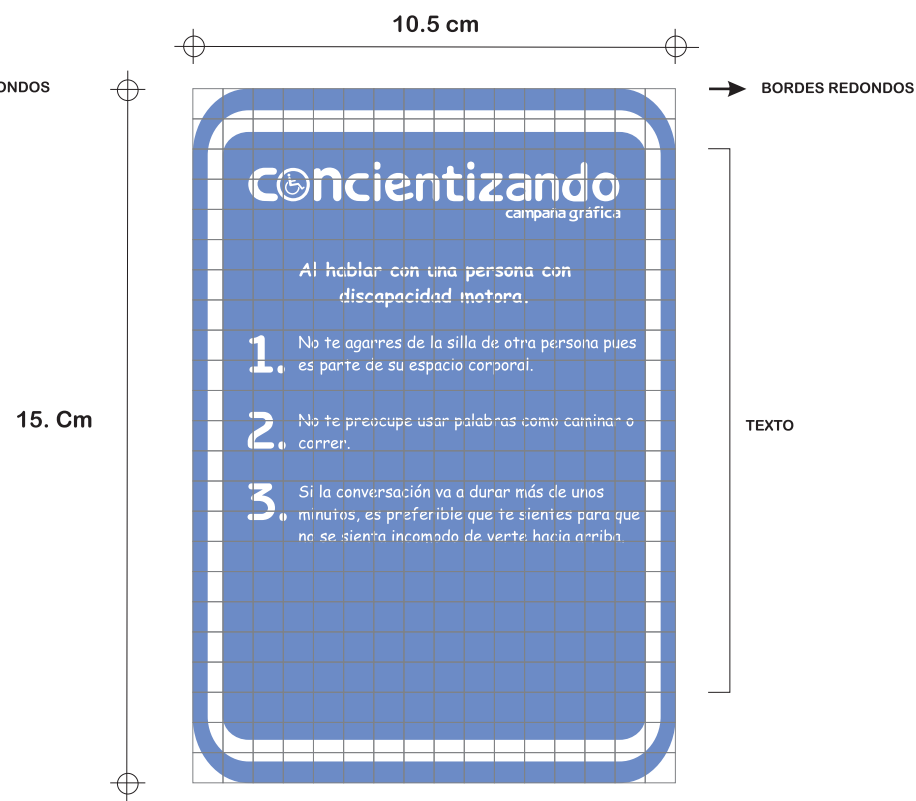 10.5 cm
ONDOS
BORDES REDONDOS
concientizando
campaña gráfica
Al hablar con una persona con
discapacidad motora.
1. No te agarres de la silla de otra persona pues
es parte de su espacio corporal.
15. Cm
2. No te preocupe usar palabras como caminar o
correr.
TEXTO
3. Si la conversación va a durar más de unos
minutos, es preferible que te sientes para que
no se sienta incomodo de verte hacia arriba.